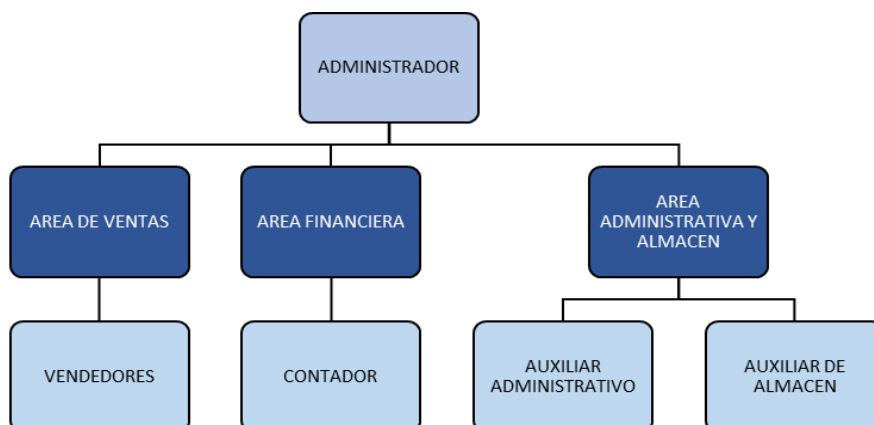 ADMINISTRADOR
AREA DE VENTAS
AREA FINANCIERA
AREA
ADMINISTRATIVA Y
ALMACEN
VENDEDORES
CONTADOR
AUXILIAR
ADMINISTRATIVO
AUXILIAR DE
ALMACEN